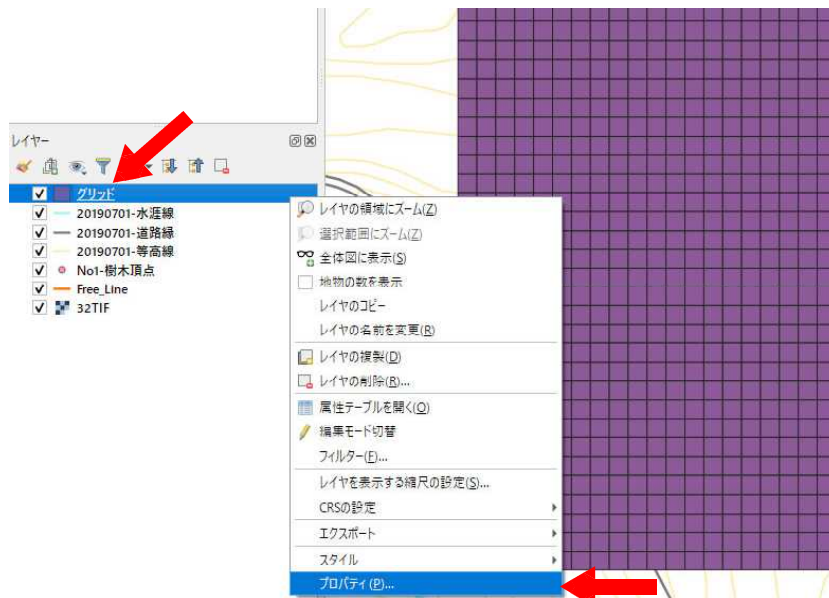 レイヤー
グリッド
20190701-水涯線
20190701-道路縁
20190701-等高線
No1-樹木頂点
Free_Line
32TIF
レイヤの領域にズーム(Z)
選択範囲にズーム(Z)
全体図に表示(S)
地物の数を表示
レイヤのコピー
レイヤの名前を変更(R)
レイヤの複製(D)
レイヤの削除(R)...
属性テーブルを開く(O)
編集モード切替
フィルター(F)...
レイヤを表示する縮尺の設定(S)...
CRSの設定
エクスポート
スタイル
プロパティ(P)...